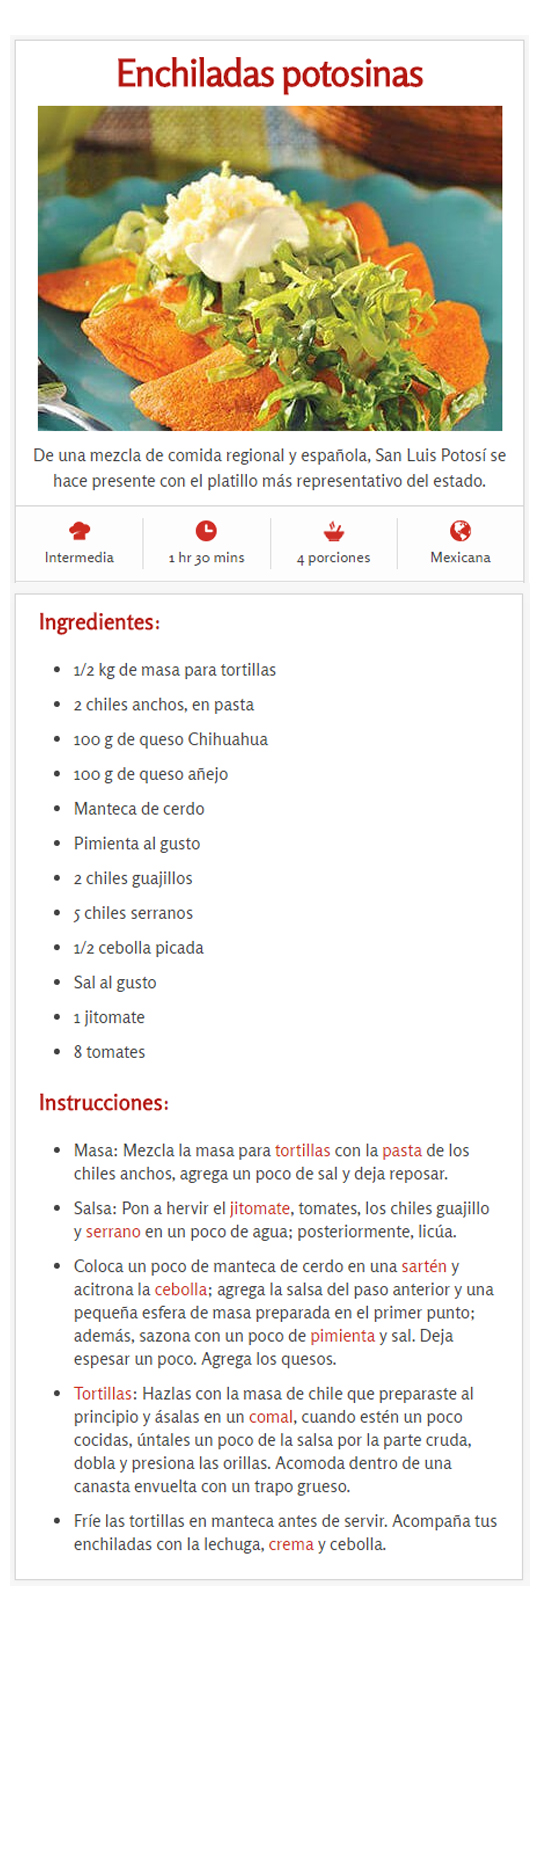 Enchiladas potosinas
De una mezcla de comida regional y española, San Luis Potosí se
hace presente con el platillo más representativo del estado.
Intermedia
1 hr 30 mins
4 porciones
Mexicana
Ingredientes:
• 1/2 kg de masa para tortillas
• 2 chiles anchos, en pasta
• 100 g de queso Chihuahua
• 100 g de queso añejo
• Manteca de cerdo
• Pimienta al gusto
• 2 chiles guajillos
• 5 chiles serranos
• 1/2 cebolla picada
• Sal al gusto
• 1 jitomate
• 8 tomates
Instrucciones:
• Masa: Mezcla la masa para tortillas con la pasta de los
chiles anchos, agrega un poco de sal y deja reposar.
• Salsa: Pon a hervir el jitomate, tomates, los chiles guajillo
y serrano en un poco de agua; posteriormente, licúa.
• Coloca un poco de manteca de cerdo en una sartén y
acitrona la cebolla; agrega la salsa del paso anterior y una
pequeña esfera de masa preparada en el primer punto;
además, sazona con un poco de pimienta y sal. Deja
espesar un poco. Agrega los quesos.
• Tortillas: Hazlas con la masa de chile que preparaste al
principio y ásalas en un comal, cuando estén un poco
cocidas, úntales un poco de la salsa por la parte cruda,
dobla y presiona las orillas. Acomoda dentro de una
canasta envuelta con un trapo grueso.
• Fríe las tortillas en manteca antes de servir. Acompaña tus
enchiladas con la lechuga, crema y cebolla.